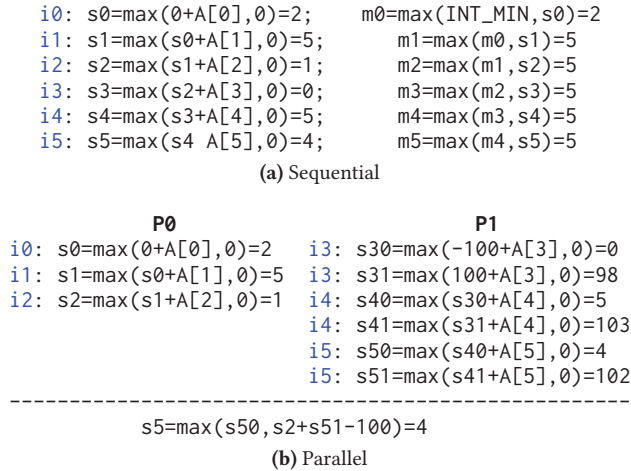 i0: s0=max(0+A[0],0)=2; m0=max(INT_MIN,s0)=2
i1: s1=max(s0+A[1],0)=5; m1=max(m0,s1)=5
i2: s2=max(s1+A[2],0)=1; m2=max(m1,s2)=5
i3: s3=max(s2+A[3],0)=0; m3=max(m2,s3)=5
i4: s4=max(s3+A[4],0)=5; m4=max(m3,s4)=5
i5: s5=max(s4 A[5],0)=4; m5=max(m4,s5)=5
(a) Sequential
P0 P1
i0: s0=max(0+A[0],0)=2 i3: s30=max(-100+A[3],0)=0
i1: s1=max(s0+A[1],0)=5 i3: s31=max(100+A[3],0)=98
i2: s2=max(s1+A[2],0)=1 i4: s40=max(s30+A[4],0)=5
i4: s41=max(s31+A[4],0)=103
i5: s50=max(s40+A[5],0)=4
i5: s51=max(s41+A[5],0)=102
s5=max(s50,s2+s51-100)=4
(b) Parallel